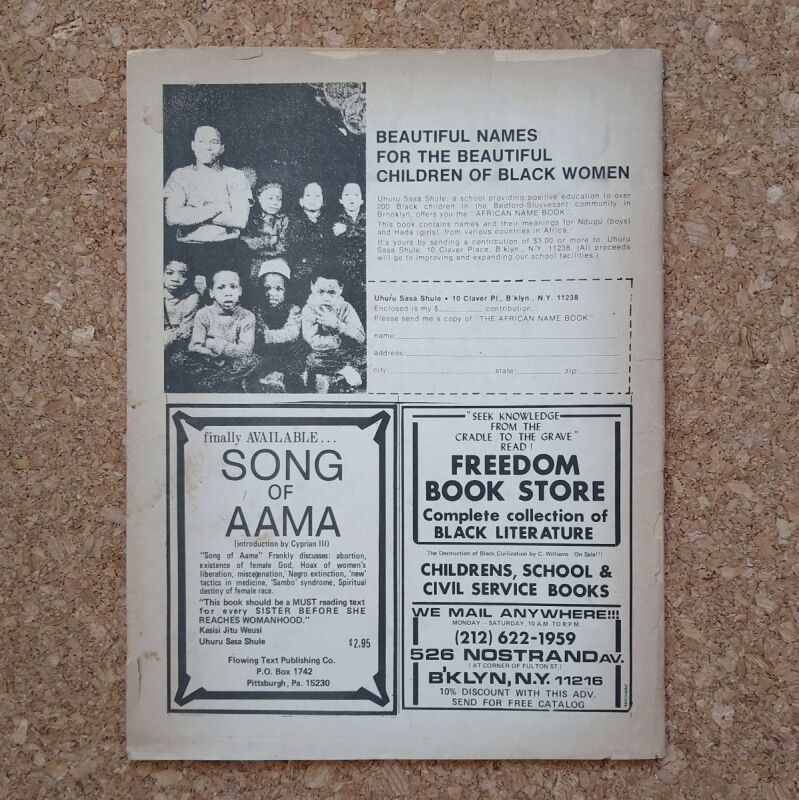 BEAUTIFUL NAMES
FOR THE BEAUTIFUL
CHILDREN OF BLACK WOMEN
Uhuru Sasa Shule, a school providing positive education to over
200 Black children in the Bedford-Stuyvesant community in
Brooklyn, offers you the "AFRICAN NAME BOOK".
This book contains names and their meanings for Ndugu (boys)
and Hada (girls), from various countries in Africa.
It's yours by sending a contribution of $3.00 or more to: Uhuru
Sasa Shule, 10 Claver Place, B'klyn, N.Y. 11238. (All proceeds
will go to improving and expanding our school facilities.)
Uhuru Sasa Shule • 10 Claver Pl., B'klyn., N.Y. 11238
Enclosed is my $ contribution.
Please send me a copy of "THE AFRICAN NAME BOOK"
name:
address:
city: state: zip:
finally AVAILABLE...
SONG
OF
AAMA
(introduction by Cyprian III)
"Song of Aama" Frankly discusses: abortion,
existence of female God, Hoax of women's
liberation, miscegenation, Negro extinction, 'new'
tactics in medicine, 'Sambo' syndrome, Spiritual
destiny of female race.
"This book should be a MUST reading text
for every SISTER BEFORE SHE
REACHES WOMANHOOD."
Kasisi Jitu Weusi
Uhuru Sasa Shule $2.95
Flowing Text Publishing Co.
P.O. Box 1742
Pittsburgh, Pa. 15230
"SEEK KNOWLEDGE
FROM THE
CRADLE TO THE GRAVE"
READ!
FREEDOM
BOOK STORE
Complete collection of
BLACK LITERATURE
The Destruction of Black Civilization by C. Williams On Sale!!!
CHILDRENS, SCHOOL &
CIVIL SERVICE BOOKS
WE MAIL ANYWHERE!!!
MONDAY - SATURDAY, 10 A.M. TO 8 P.M.
(212) 622-1959
526 NOSTRAND AV.
(AT CORNER OF FULTON ST.)
B'KLYN, N.Y. 11216
10% DISCOUNT WITH THIS ADV.
SEND FOR FREE CATALOG